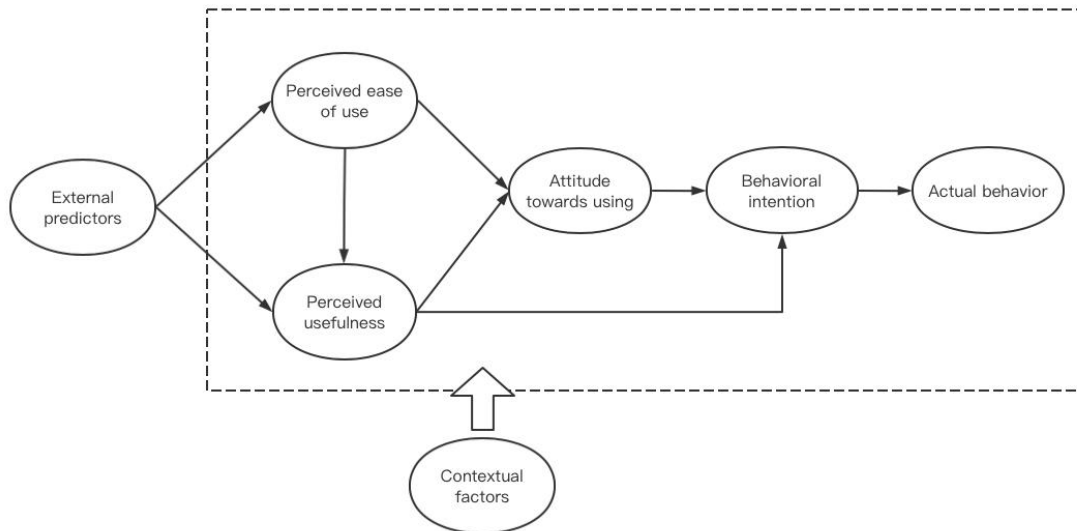 Perceived ease
of use
External
predictors
Attitude
towards using
Behavioral
intention
Actual behavior
Perceived
usefulness
Contextual
factors